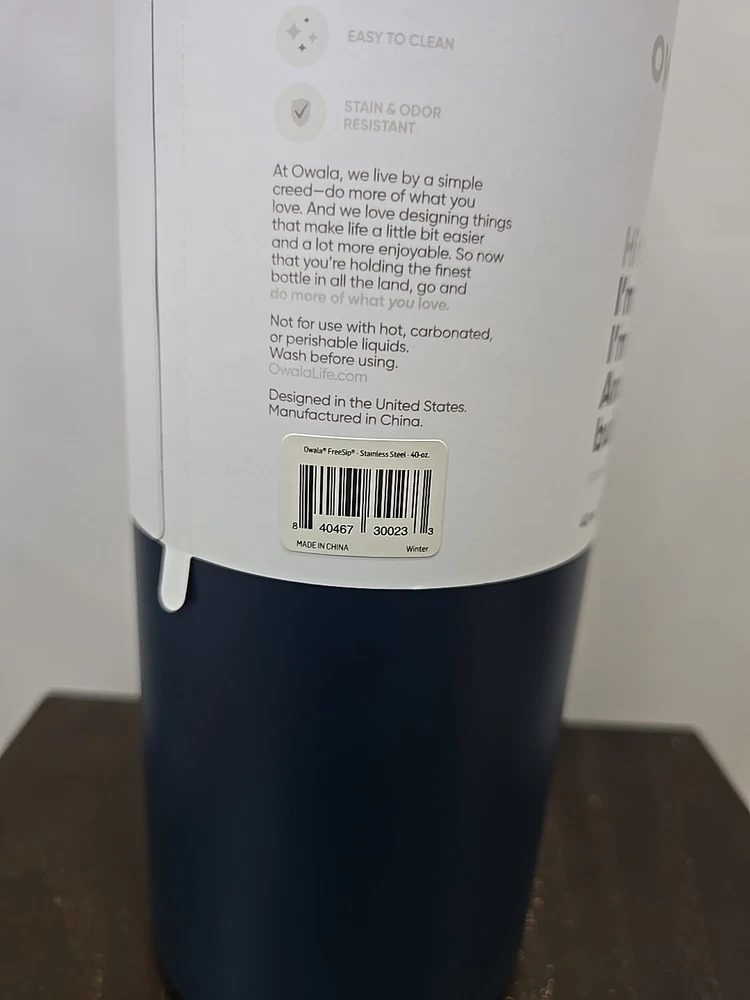 EASY TO CLEAN
STAIN & ODOR
RESISTANT
At Owala, we live by a simple
creed—do more of what you
love. And we love designing things
that make life a little bit easier
and a lot more enjoyable. So now
that you're holding the finest
bottle in all the land, go and
do more of what you love.
Not for use with hot, carbonated,
or perishable liquids.
Wash before using.
OwalaLife.com
Designed in the United States.
Manufactured in China.
Owala® FreeSip® - Stainless Steel - 40-oz.
8 40467 30023 3
MADE IN CHINA Winter
I'm
I'm